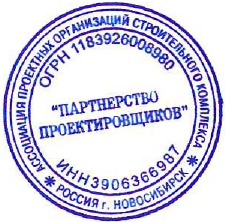 АССОЦИАЦИЯ ПРОЕКТНЫХ ОРГАНИЗАЦИЙ СТРОИТЕЛЬНОГО КОМПЛЕКСА
ОГРН 1183926008980
"ПАРТНЕРСТВО
ПРОЕКТИРОВЩИКОВ"
ИНН3906366987
* РОССИЯ г. НОВОСИБИРСК *